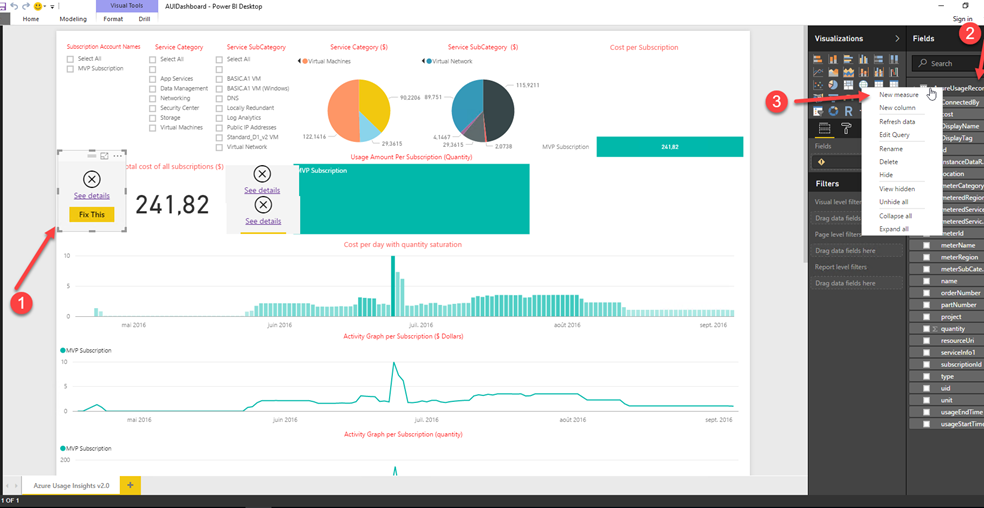 Visual Tools
AUIDashboard - Power BI Desktop
Home
Modeling
Format
Drill
Sign in
Subscription Account Names
Select All
MVP Subscription
Service Category
Select All
App Services
Data Management
Networking
Security Center
Storage
Virtual Machines
Service SubCategory
Select All
BASIC.A1 VM
BASIC.A1 VM (Windows)
DNS
Locally Redundant
Log Analytics
Public IP Addresses
Standard_D1_v2 VM
Virtual Network
Service Category ($)
Virtual Machines
90.2206
122.1416
29.3615
Service SubCategory ($)
Virtual Network
115.9211
89.751
4.1667
29.3615
2.0738
Cost per Subscription
MVP Subscription
241,82
See details
Fix This
total cost of all subscriptions ($)
241,82
See details
See details
Usage Amount Per Subscription (Quantity)
MVP Subscription
Cost per day with quantity saturation
10
5
0
mai 2016
juin 2016
juil. 2016
août 2016
sept. 2016
Activity Graph per Subscription ($ Dollars)
MVP Subscription
10
5
0
mai 2016
juin 2016
juil. 2016
août 2016
sept. 2016
Activity Graph per Subscription (quantity)
MVP Subscription
200
Azure Usage Insights v2.0
+
1 OF 1
1
2
3
Visualizations
R
Fields
Filters
Visual level filter
Drag data fields
Page level filters
Drag data fields here
Report level filters
Drag data fields here
New measure
New column
Refresh data
Edit Query
Rename
Delete
Hide
View hidden
Unhide all
Collapse all
Expand all
Fields
Search
ureUsageRecor
ConnectedBy
cost
DisplayName
DisplayTag
id
nstanceDataR
ocation
meterCategory
meteredRegion
meteredService
meteredServic
meterId
meterName
meterRegion
meterSubCate
name
orderNumber
partNumber
project
quantity
resourceUri
serviceInfo1
subscriptionId
type
uid
unit
usageEndTime
usageStartTime